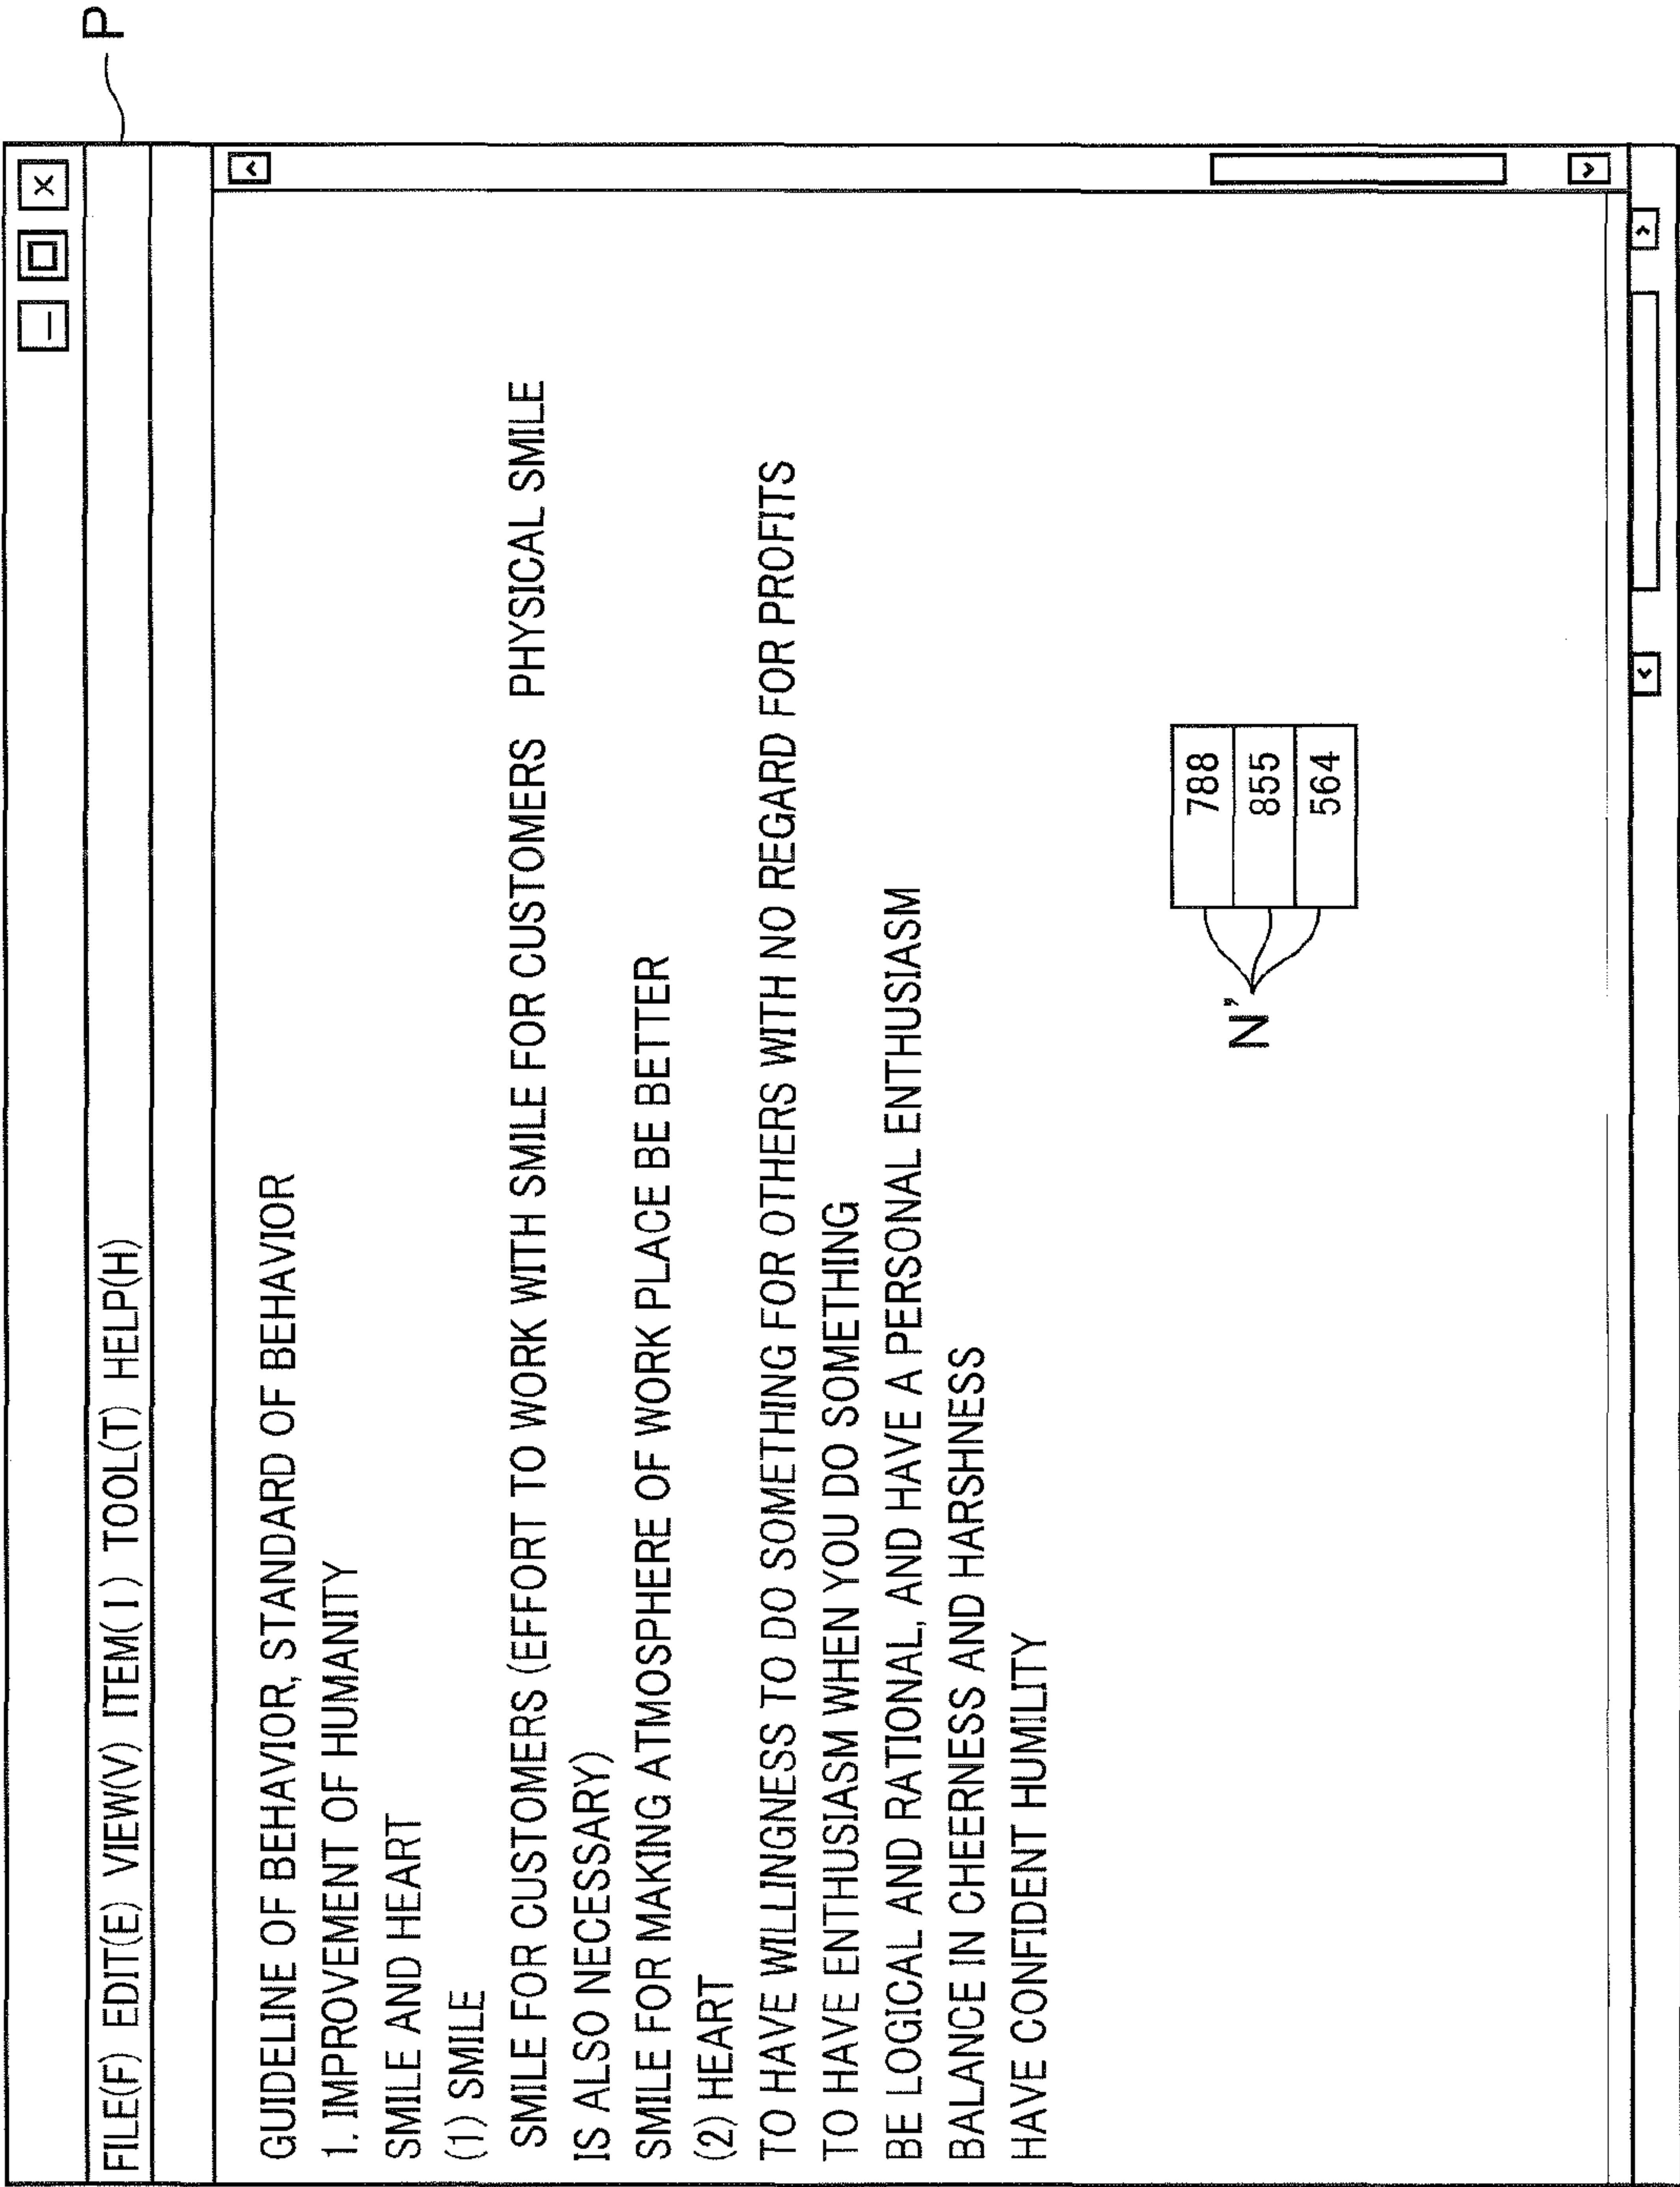 P
FILE(F) EDIT(E) VIEW(V) ITEM(I) TOOL(T) HELP(H)
GUIDELINE OF BEHAVIOR, STANDARD OF BEHAVIOR
1. IMPROVEMENT OF HUMANITY
SMILE AND HEART
(1) SMILE
SMILE FOR CUSTOMERS (EFFORT TO WORK WITH SMILE FOR CUSTOMERS PHYSICAL SMILE
IS ALSO NECESSARY)
SMILE FOR MAKING ATMOSPHERE OF WORK PLACE BE BETTER
(2) HEART
TO HAVE WILLINGNESS TO DO SOMETHING FOR OTHERS WITH NO REGARD FOR PROFITS
TO HAVE ENTHUSIASM WHEN YOU DO SOMETHING
BE LOGICAL AND RATIONAL, AND HAVE A PERSONAL ENTHUSIASM
BALANCE IN CHEERNESS AND HARSHNESS
HAVE CONFIDENT HUMILITY
788
N' 855
564